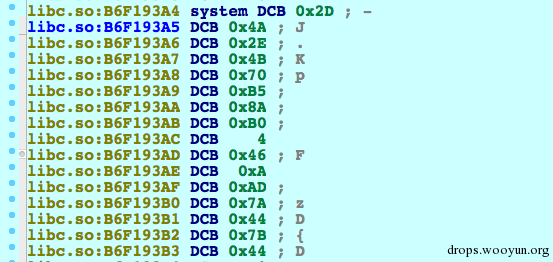 libc.so:B6F193A4 system DCB 0x2D ; -
libc.so:B6F193A5 DCB 0x4A ; J
libc.so:B6F193A6 DCB 0x2E ; .
libc.so:B6F193A7 DCB 0x4B ; K
libc.so:B6F193A8 DCB 0x70 ; p
libc.so:B6F193A9 DCB 0xB5 ;
libc.so:B6F193AA DCB 0x8A ;
libc.so:B6F193AB DCB 0xB0 ;
libc.so:B6F193AC DCB 4
libc.so:B6F193AD DCB 0x46 ; F
libc.so:B6F193AE DCB 0xA
libc.so:B6F193AF DCB 0xAD ;
libc.so:B6F193B0 DCB 0x7A ; z
libc.so:B6F193B1 DCB 0x44 ; D
libc.so:B6F193B2 DCB 0x7B ; {
libc.so:B6F193B3 DCB 0x44 ; D
drops.wooyun.org